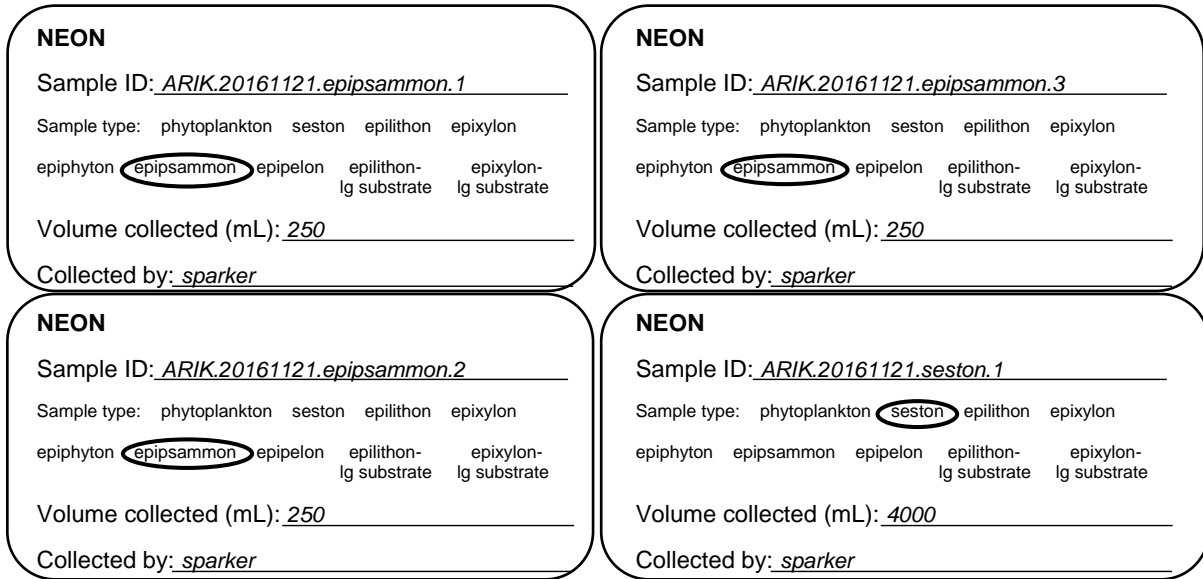 NEON
Sample ID: ARIK.20161121.epipsammon.1
Sample type: phytoplankton seston epilithon epixylon
epiphyton epipsammon epipelon epilithon- epixylon-
lg substrate lg substrate
Volume collected (mL): 250
Collected by: sparker
NEON
Sample ID: ARIK.20161121.epipsammon.3
Sample type: phytoplankton seston epilithon epixylon
epiphyton epipsammon epipelon epilithon- epixylon-
lg substrate lg substrate
Volume collected (mL): 250
Collected by: sparker
NEON
Sample ID: ARIK.20161121.epipsammon.2
Sample type: phytoplankton seston epilithon epixylon
epiphyton epipsammon epipelon epilithon- epixylon-
lg substrate lg substrate
Volume collected (mL): 250
Collected by: sparker
NEON
Sample ID: ARIK.20161121.seston.1
Sample type: phytoplankton seston epilithon epixylon
epiphyton epipsammon epipelon epilithon- epixylon-
lg substrate lg substrate
Volume collected (mL): 4000
Collected by: sparker